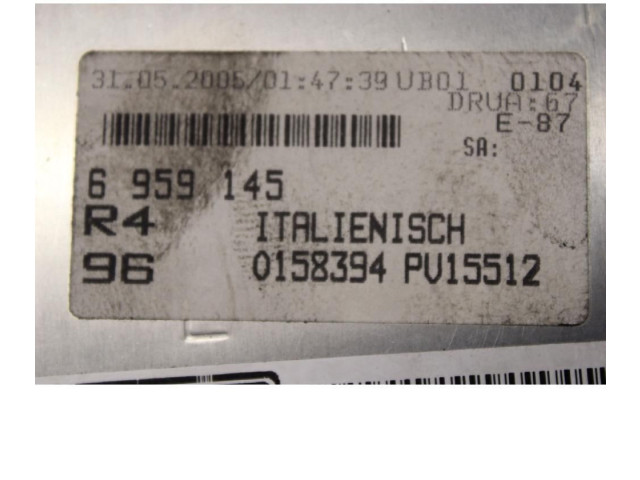 31.05.2005/01:47:39 UB01 0104
DRUA:67
E-87
SA:
6 959 145
R4 ITALIENISCH
96 0158394 PV15512